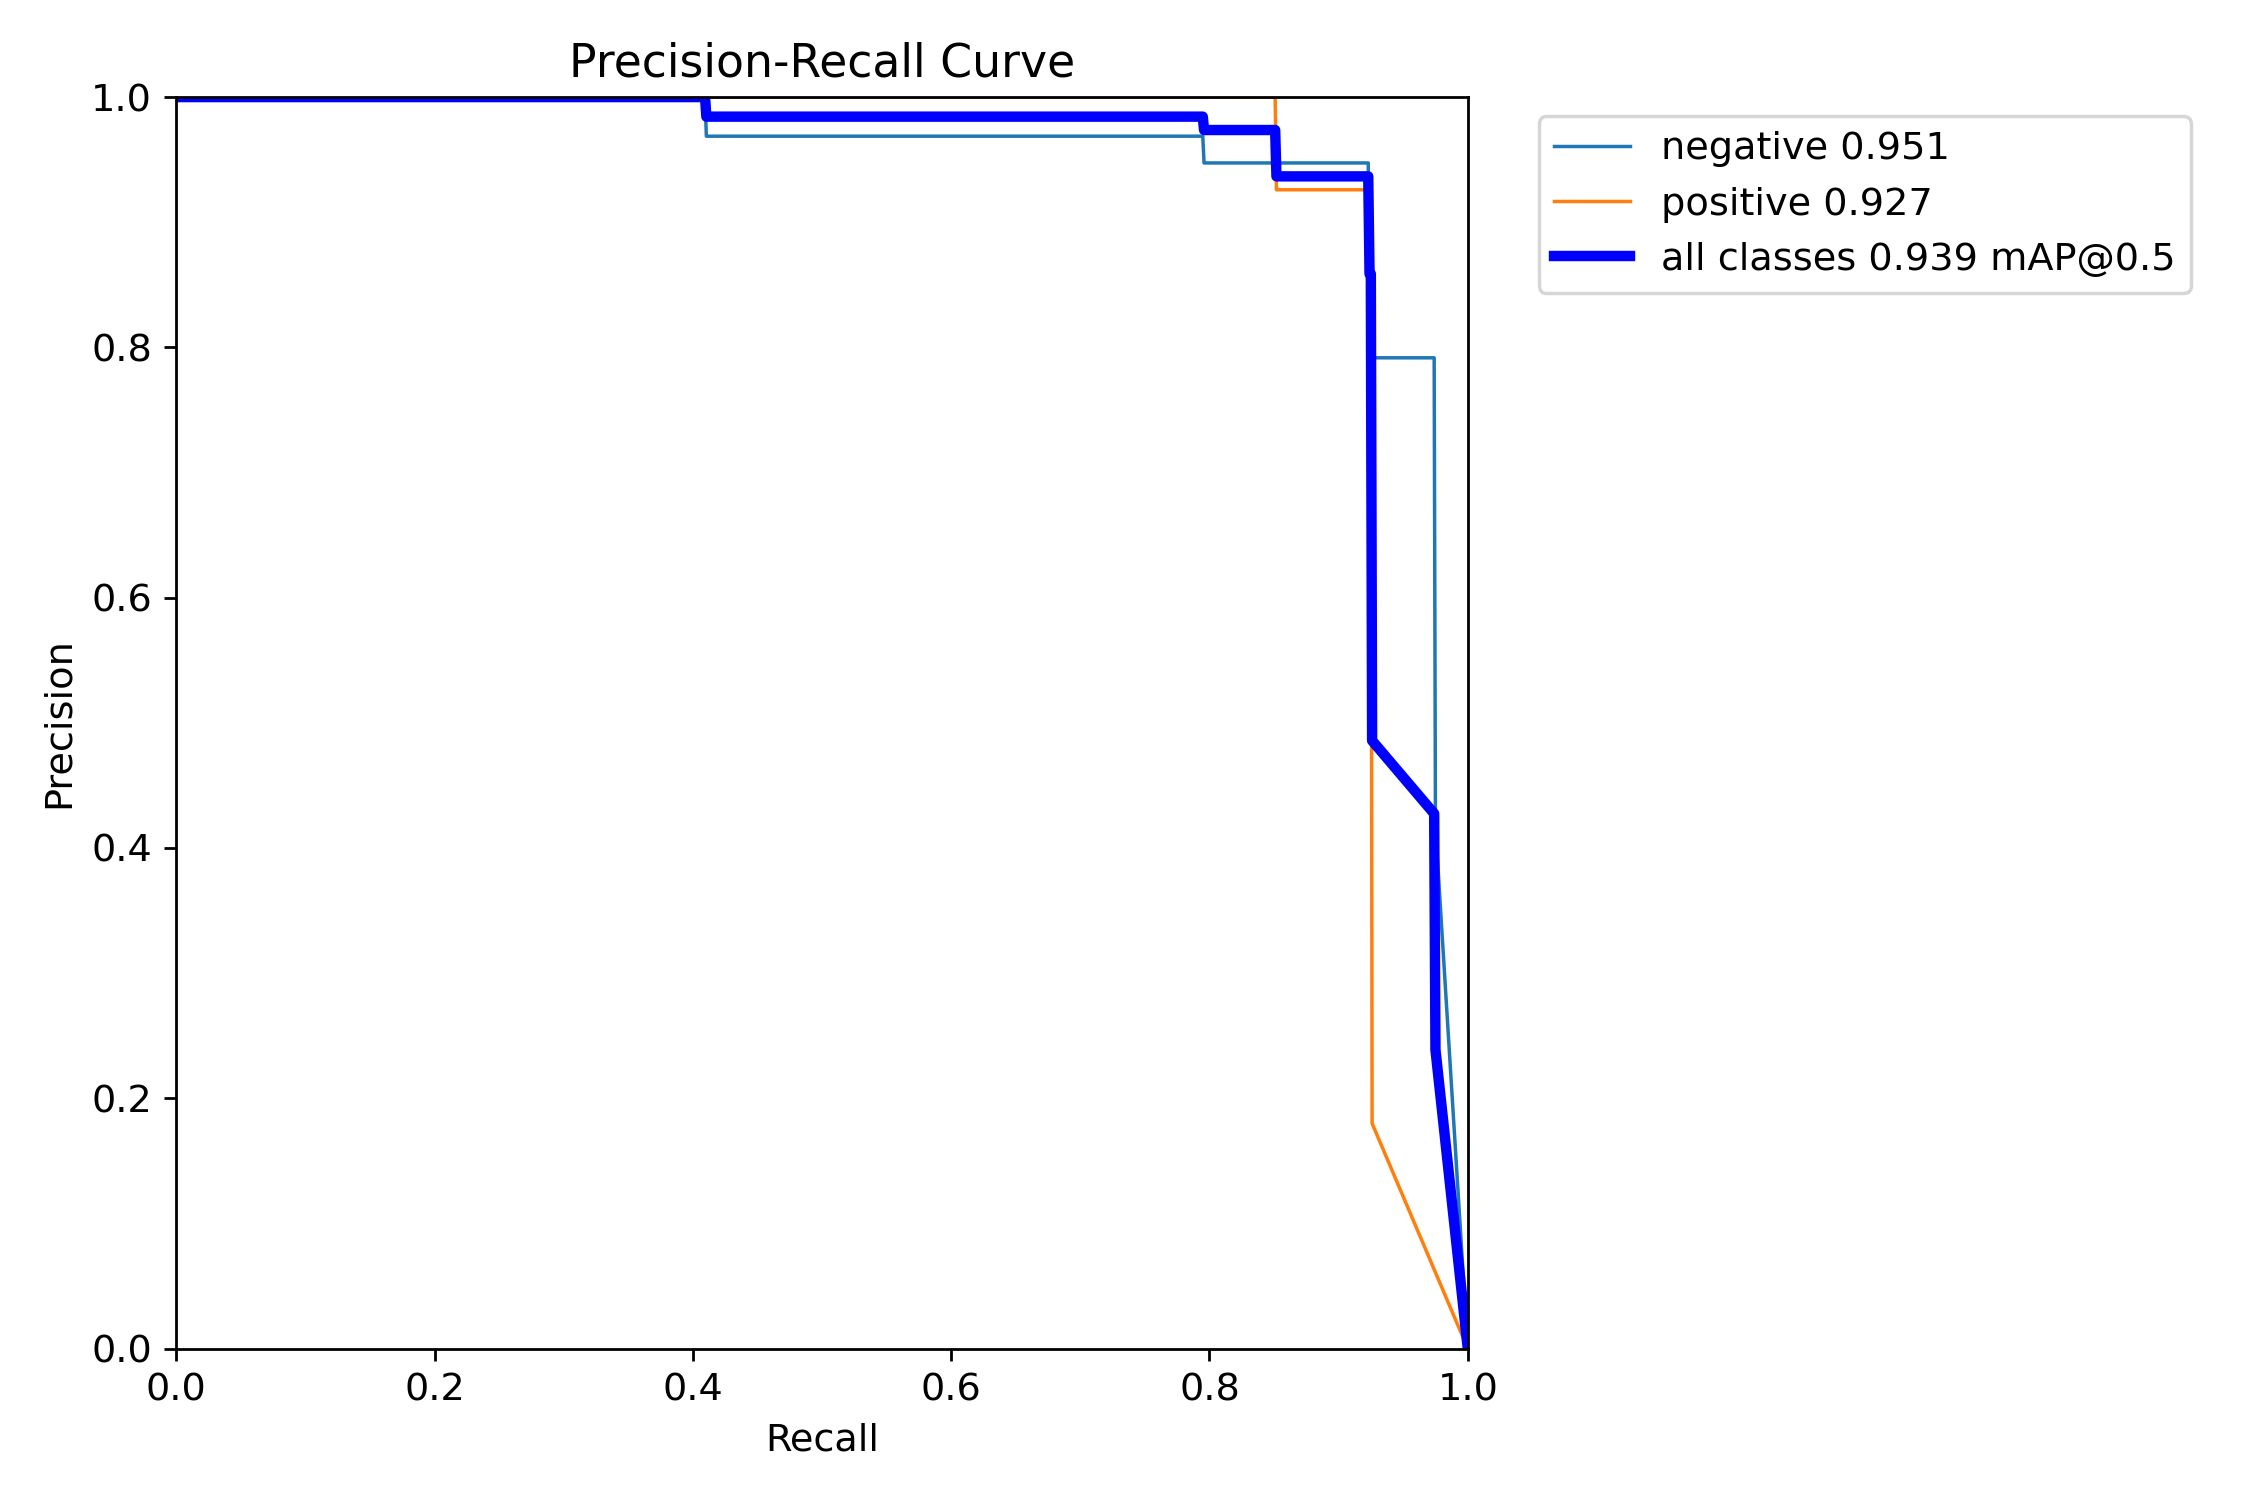 Precision-Recall Curve
1.0
0.8
0.6
0.4
0.2
0.0
Precision
0.0 0.2 0.4 0.6 0.8 1.0
Recall
negative 0.951
positive 0.927
all classes 0.939 mAP@0.5